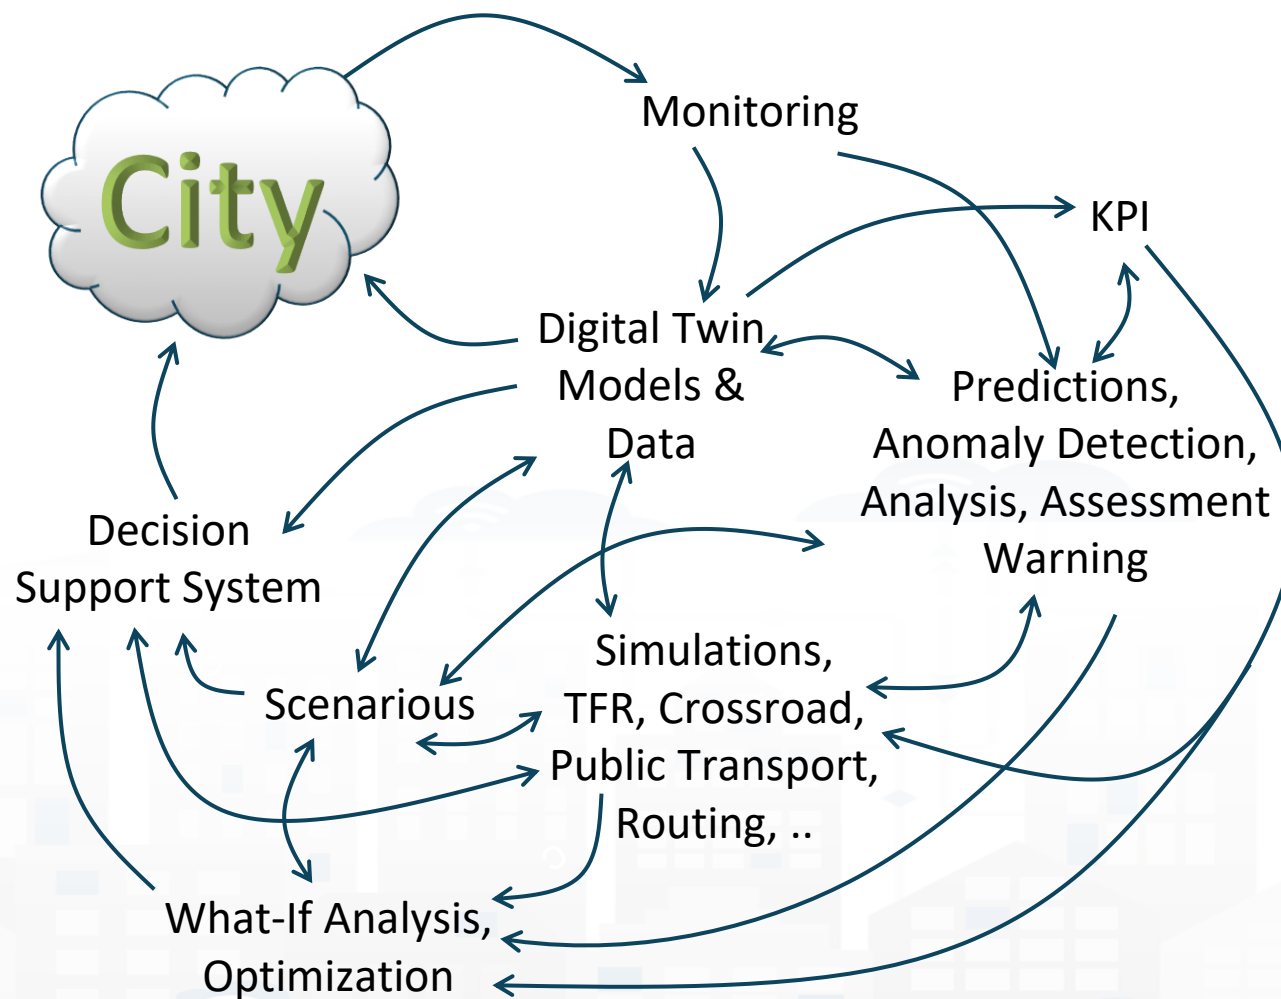 City
Monitoring
KPI
Digital Twin
Models &
Data
Predictions,
Anomaly Detection,
Analysis, Assessment
Warning
Decision
Support System
Scenarious
Simulations,
TFR, Crossroad,
Public Transport,
Routing, ..
What-If Analysis,
Optimization